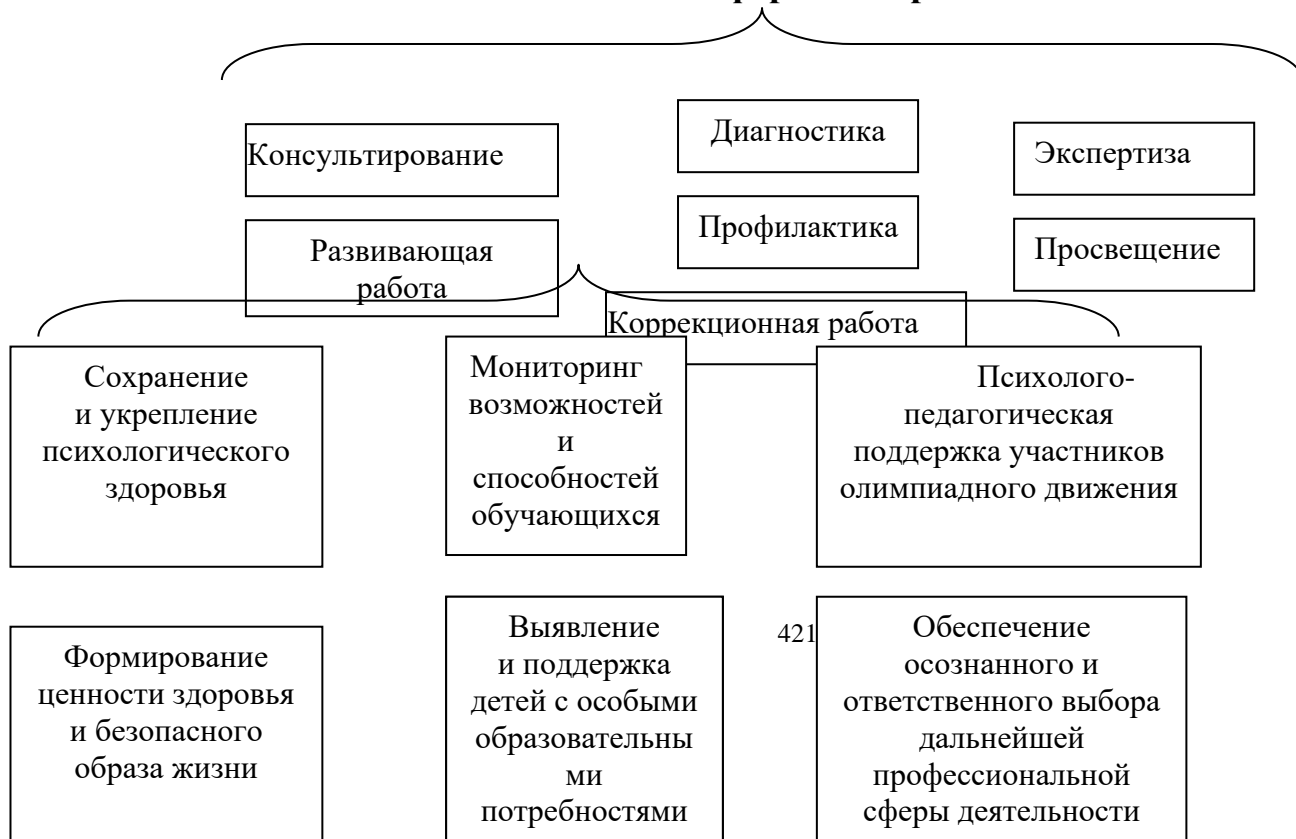 Консультирование
Диагностика
Экспертиза
Развивающая
работа
Профилактика
Просвещение
Коррекционная работа
Сохранение
и укрепление
психологического
здоровья
Мониторинг
возможностей
и
способностей
обучающихся
Психолого-
педагогическая
поддержка участников
олимпиадного движения
Формирование
ценности здоровья
и безопасного
образа жизни
Выявление
и поддержка
детей с особыми
образовательны
ми
потребностями
421
Обеспечение
осознанного и
ответственного выбора
дальнейшей
профессиональной
сферы деятельности